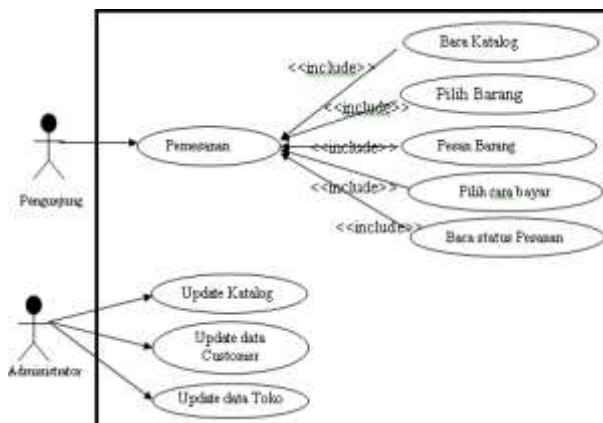 Baca Katalog
<<include>>
Pilih Barang
<<include>>
Pemesanan
<<include>>
Pesan Barang
<<include>>
Pilih cara bayar
Pengunjung
<<include>>
Baca status Pesanan
Update Katalog
Update data
Customer
Administrator
Update data Toko